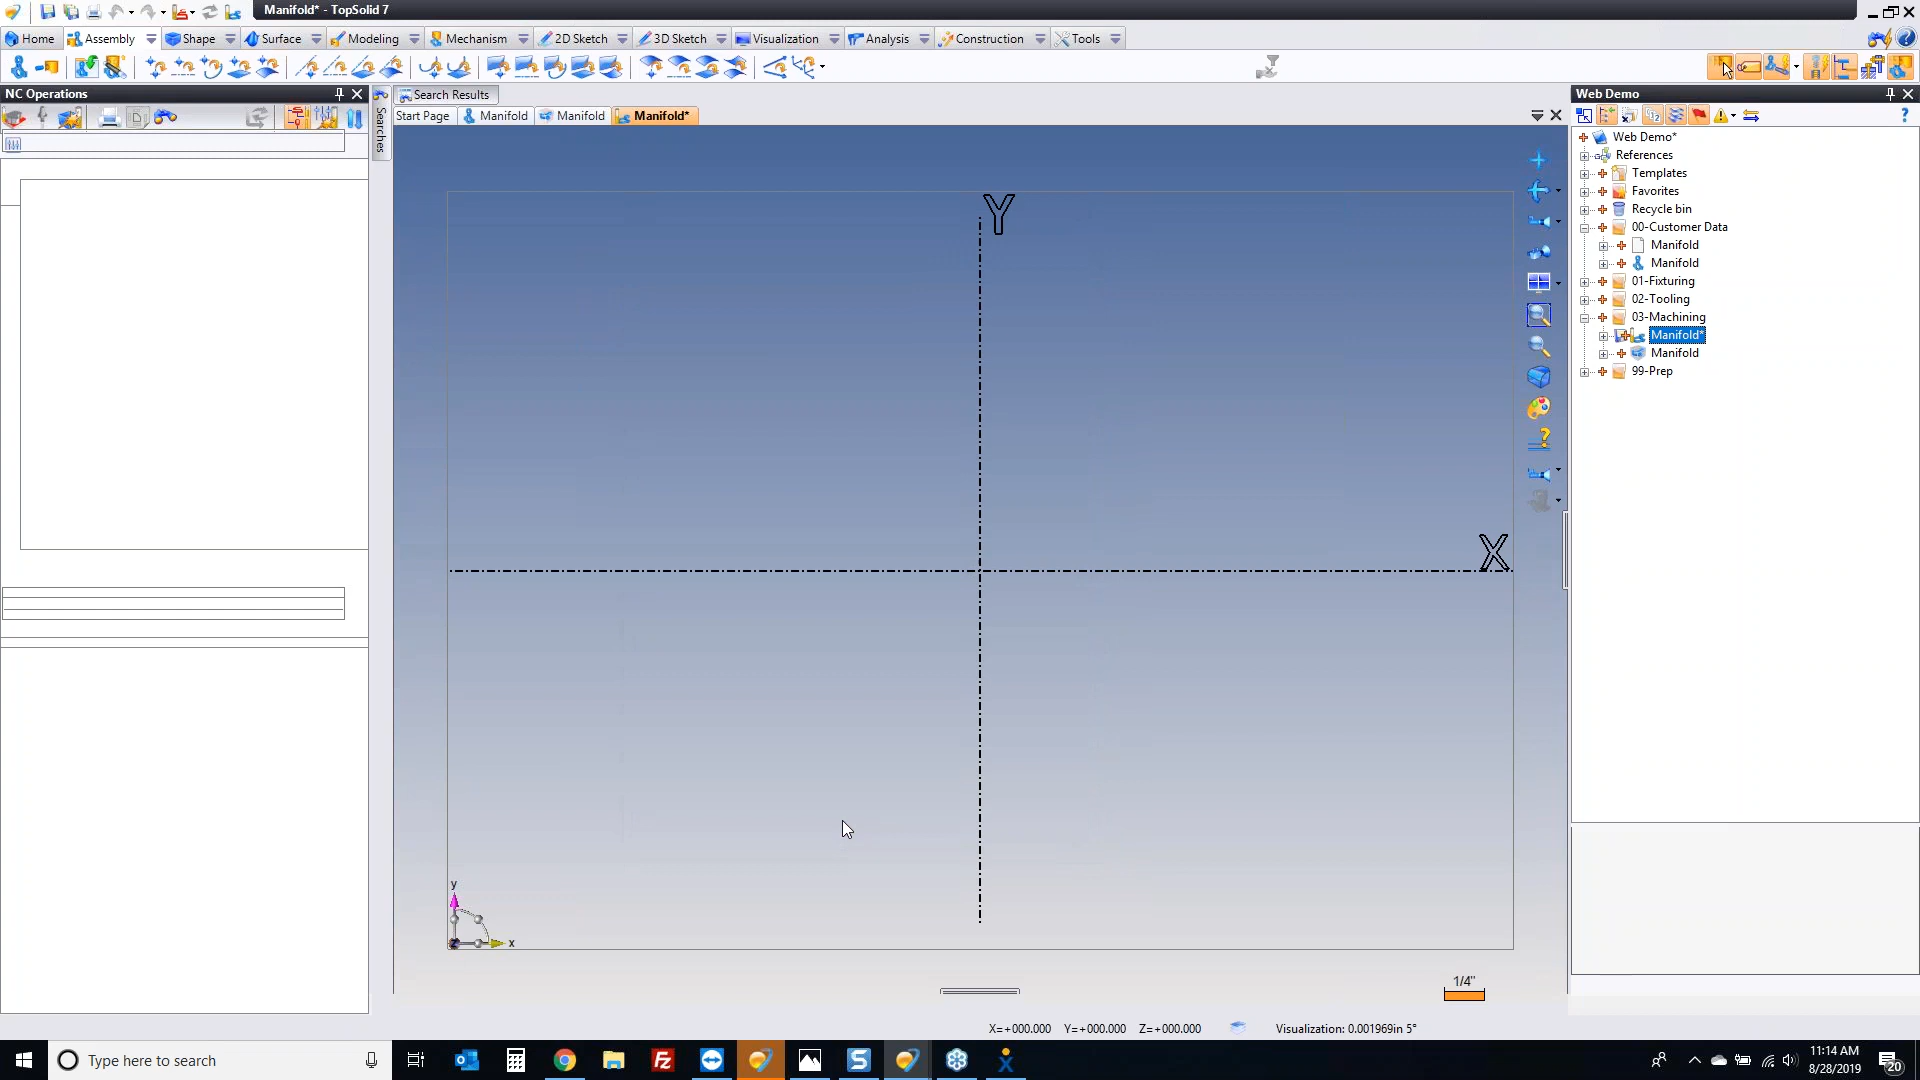 Manifold* - TopSolid 7
Home
Assembly
Shape
Surface
Modeling
Mechanism
2D Sketch
3D Sketch
Visualization
Analysis
Construction
Tools
NC Operations
Searches
Search Results
Start Page
Manifold
Manifold
Manifold*
Web Demo
Web Demo*
References
Templates
Favorites
Recycle bin
00-Customer Data
Manifold
Manifold
01-Fixturing
02-Tooling
03-Machining
Manifold*
Manifold
99-Prep
Y
X
y
x
1/4"
X=+000.000 Y=+000.000 Z=+000.000
Visualization: 0.001969in 5°
Type here to search
11:14 AM
8/28/2019
20